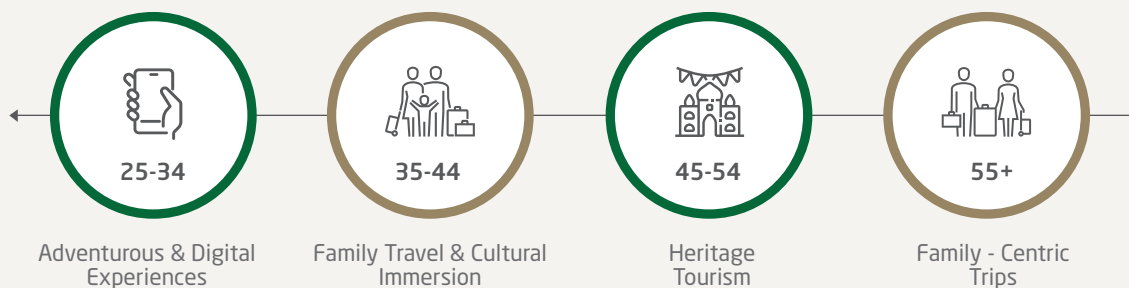 25-34
Adventurous & Digital
Experiences
35-44
Family Travel & Cultural
Immersion
45-54
Heritage
Tourism
55+
Family - Centric
Trips